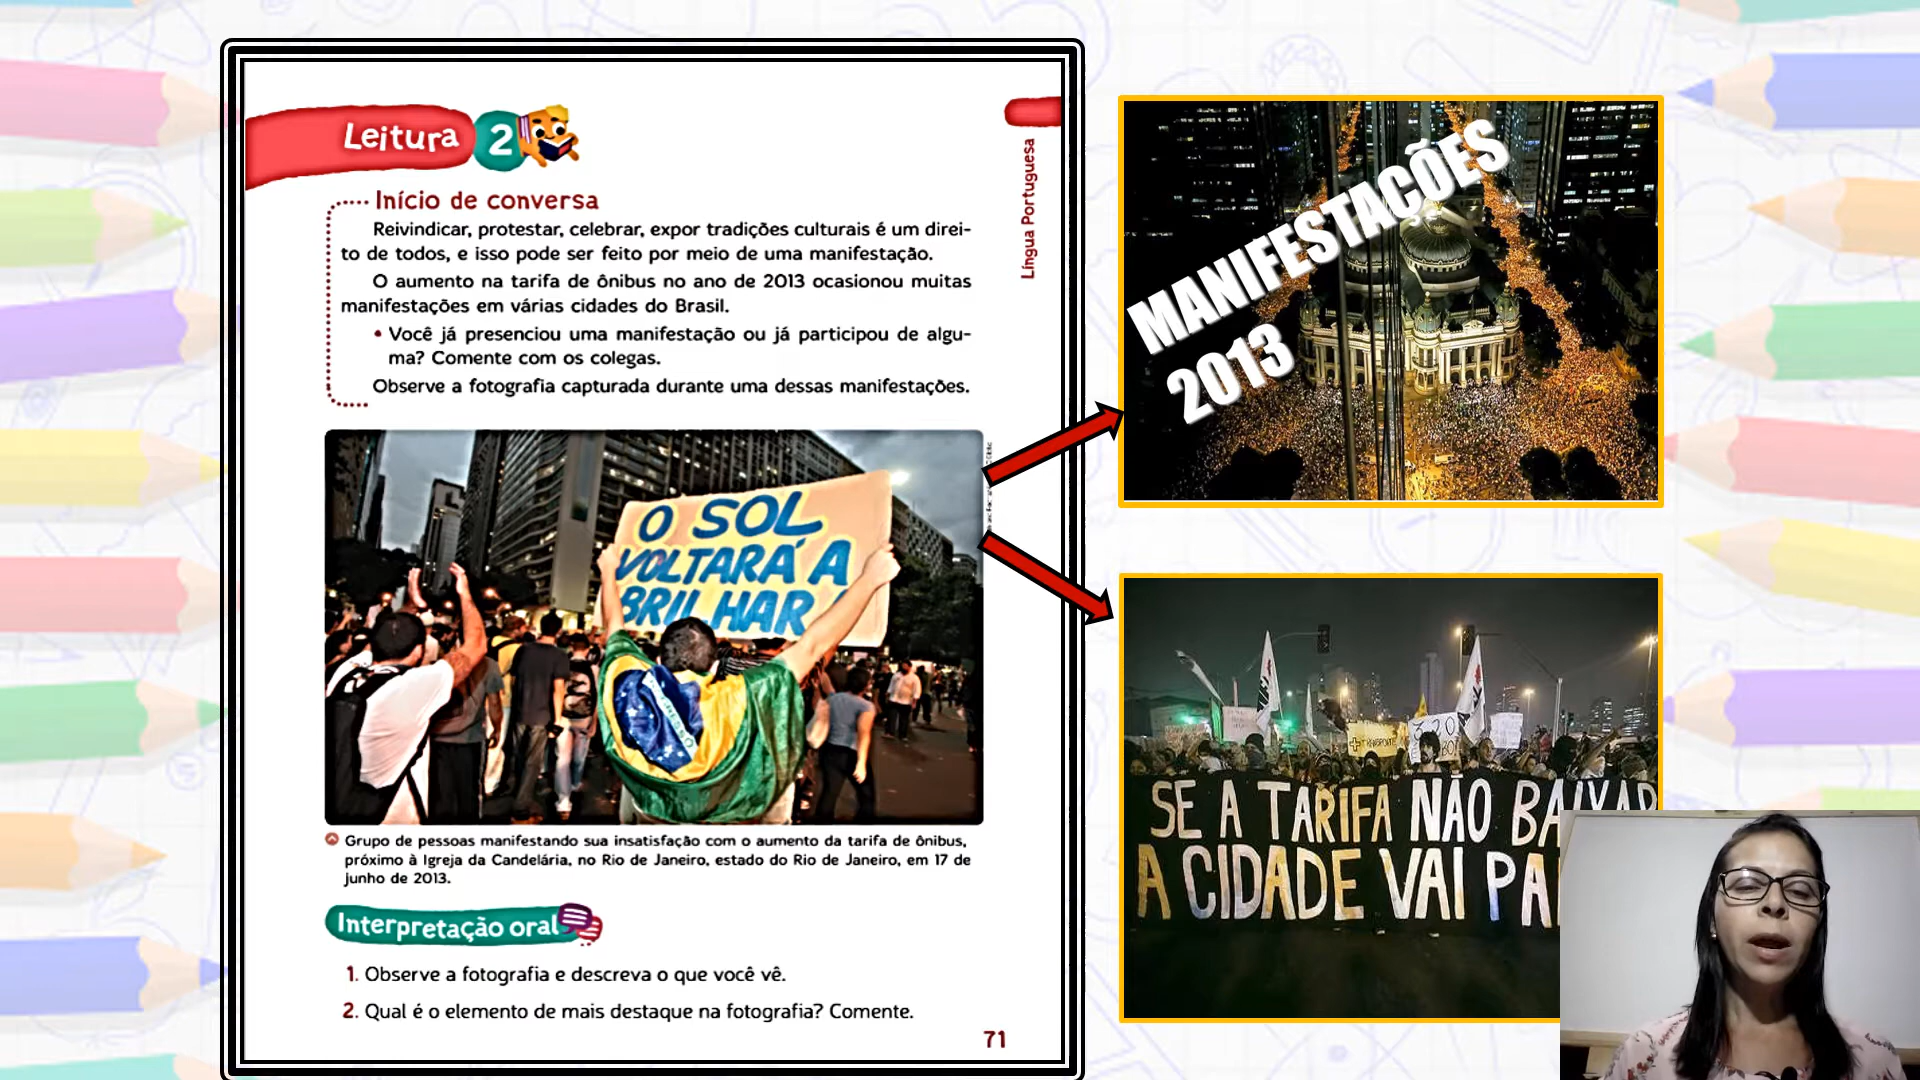 Leitura 2
Língua Portuguesa
Início de conversa
Reivindicar, protestar, celebrar, expor tradições culturais é um direi-
to de todos, e isso pode ser feito por meio de uma manifestação.
O aumento na tarifa de ônibus no ano de 2013 ocasionou muitas
manifestações em várias cidades do Brasil.
• Você já presenciou uma manifestação ou já participou de algu-
ma? Comente com os colegas.
Observe a fotografia capturada durante uma dessas manifestações.
O SOL
VOLTARÁ A
BRILHAR!
Grupo de pessoas manifestando sua insatisfação com o aumento da tarifa de ônibus,
próximo à Igreja da Candelária, no Rio de Janeiro, estado do Rio de Janeiro, em 17 de
junho de 2013.
Interpretação oral
1. Observe a fotografia e descreva o que você vê.
2. Qual é o elemento de mais destaque na fotografia? Comente.
71
MANIFESTAÇÕES
2013
SE A TARIFA NÃO BAIXAR
A CIDADE VAI PA